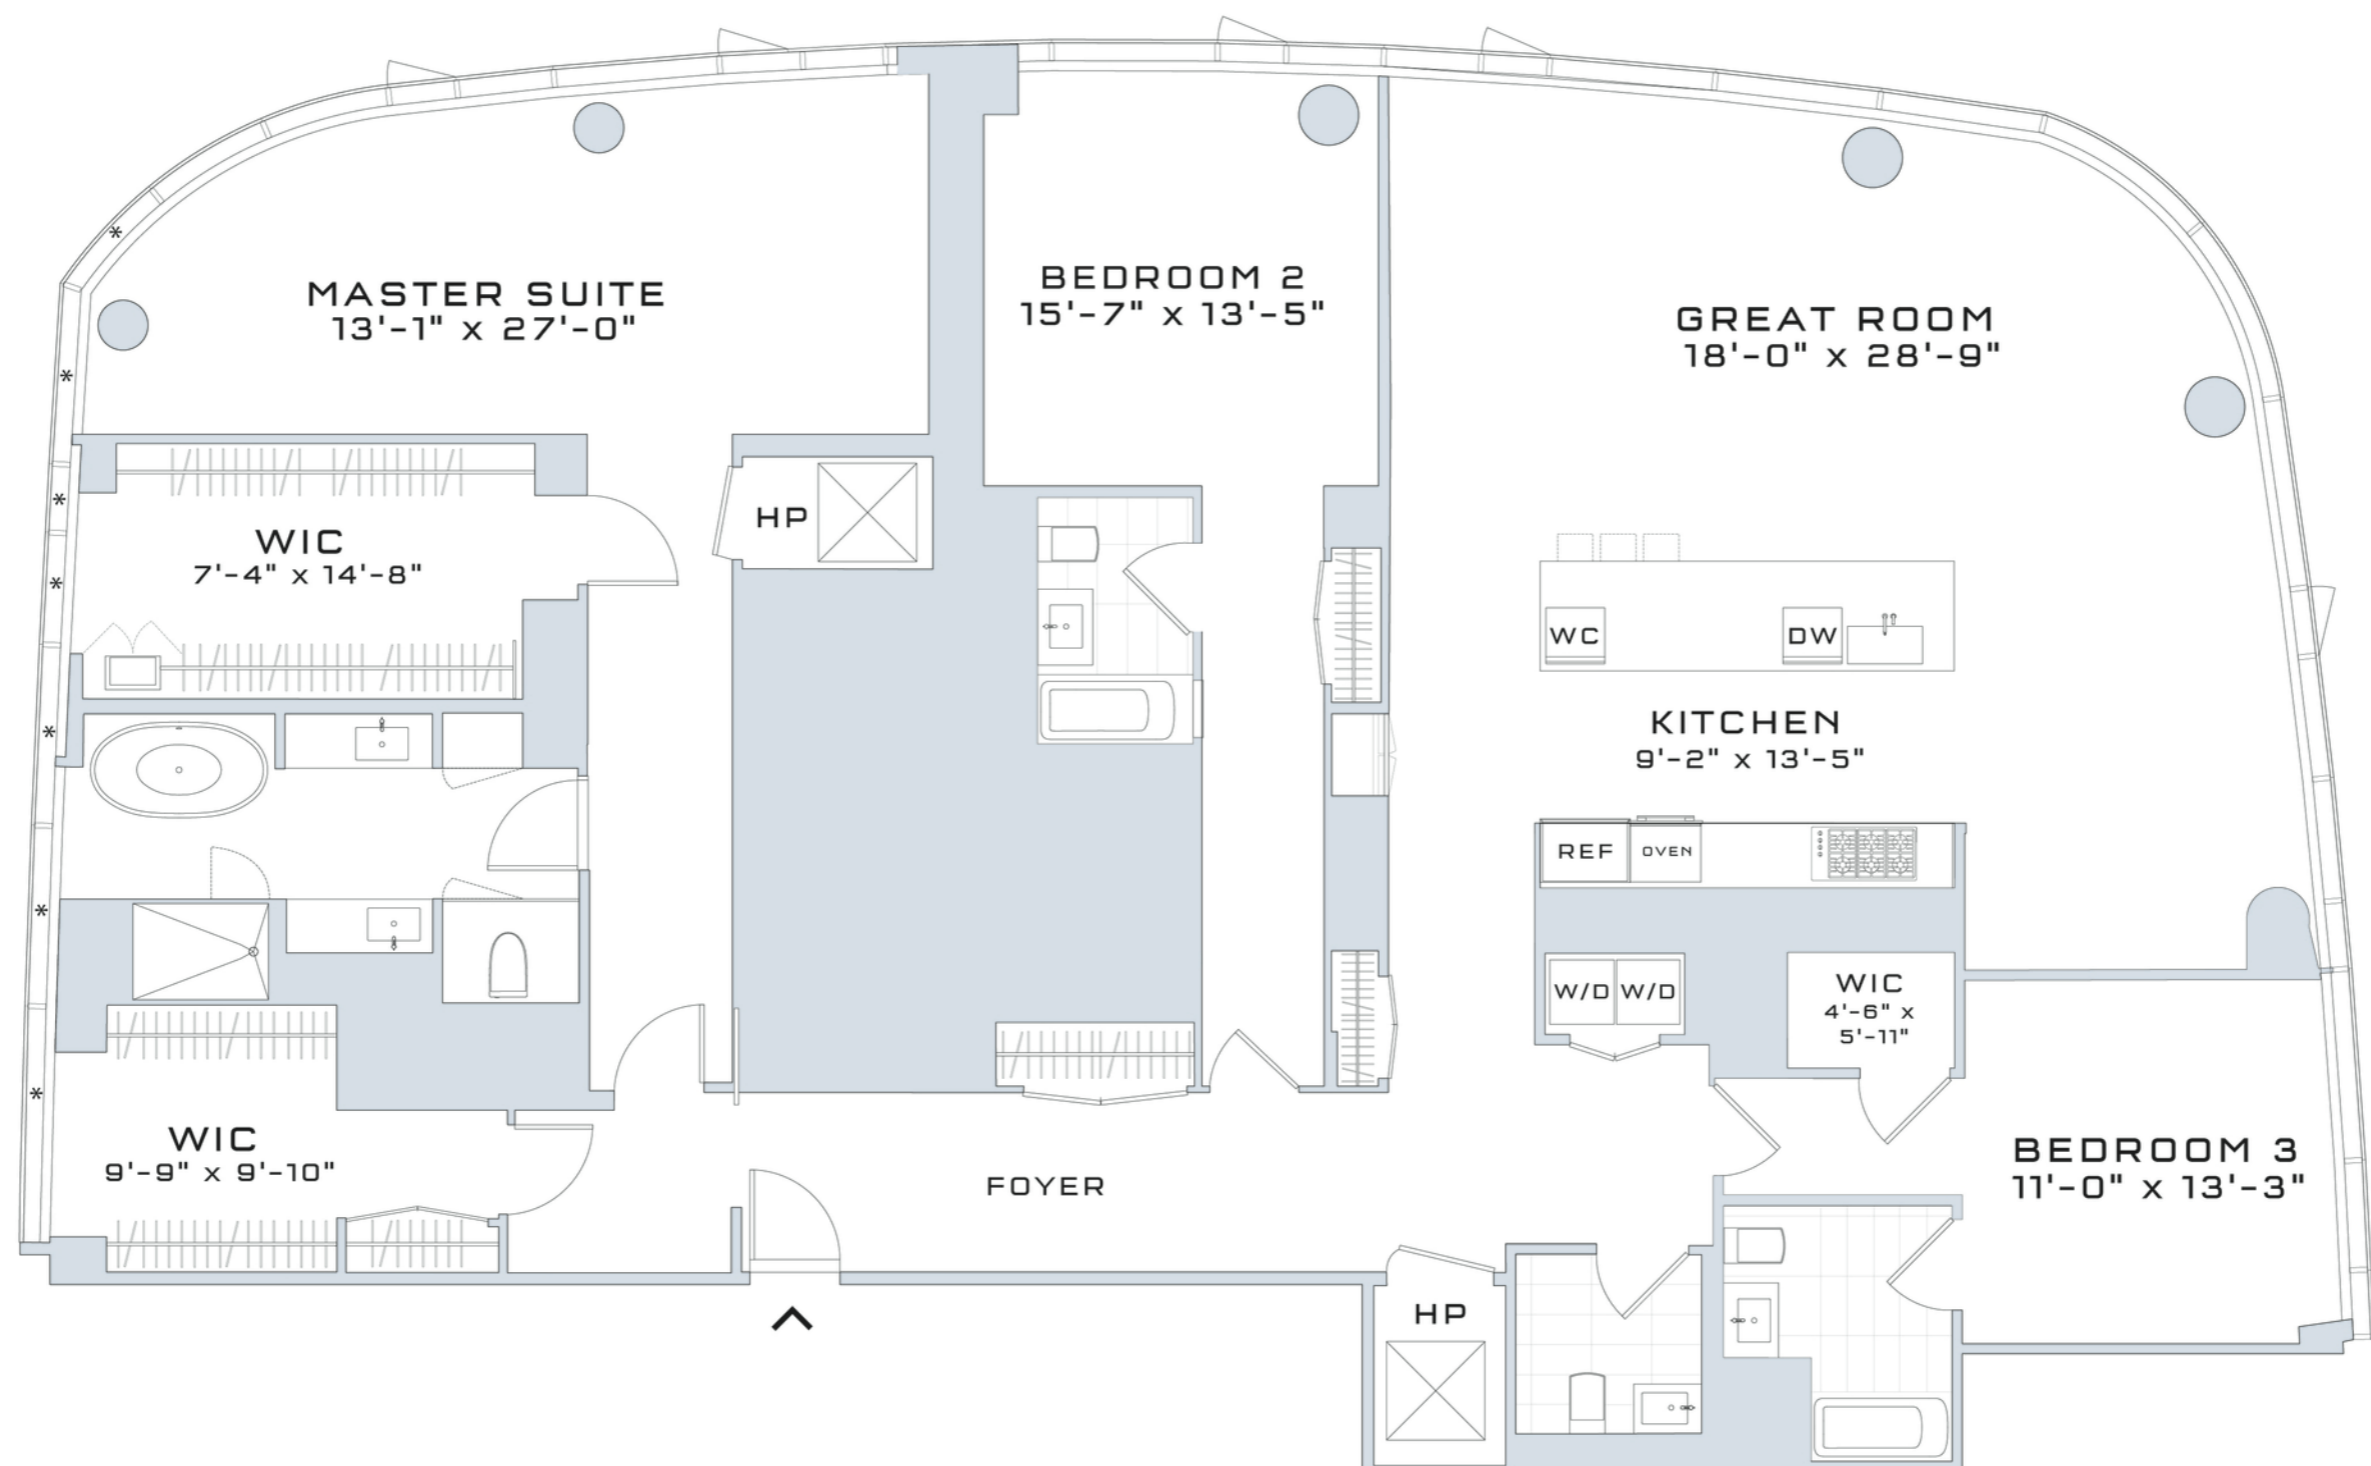 MASTER SUITE
13'-1" x 27'-0"
BEDROOM 2
15'-7" x 13'-5"
GREAT ROOM
18'-0" x 28'-9"
*
*
*
*
*
*
*
WIC
7'-4" x 14'-8"
HP
WC
DW
KITCHEN
9'-2" x 13'-5"
REF
OVEN
W/D W/D
WIC
4'-6" x
5'-11"
WIC
9'-9" x 9'-10"
FOYER
BEDROOM 3
11'-0" x 13'-3"
HP